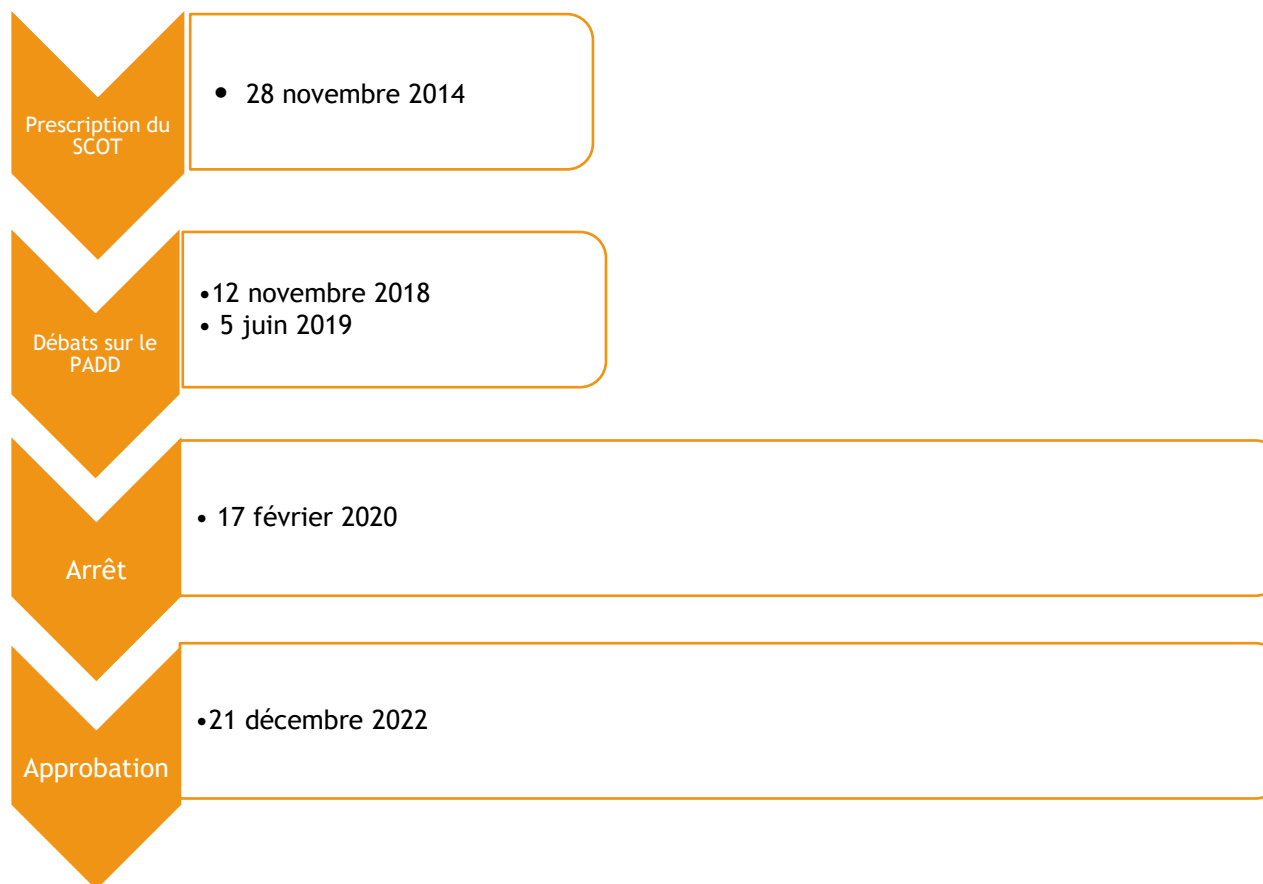 Prescription du
SCOT
• 28 novembre 2014
Débats sur le
PADD
•12 novembre 2018
• 5 juin 2019
Arrêt
• 17 février 2020
Approbation
•21 décembre 2022